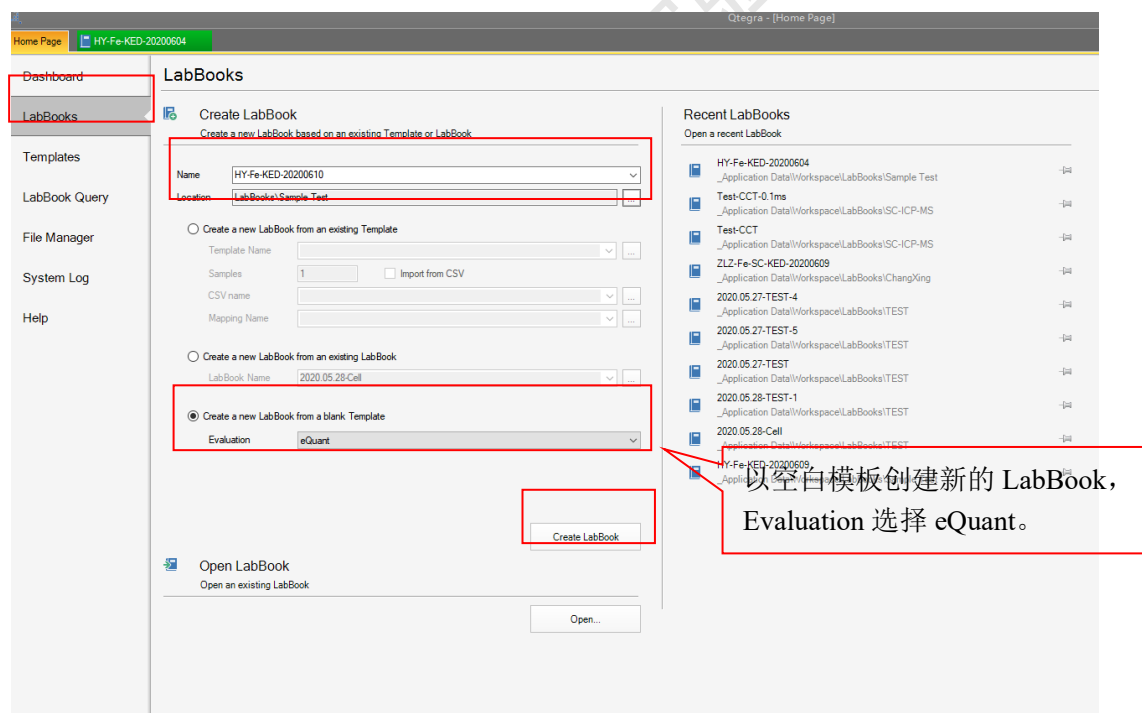 Qtegra - [Home Page]
Home Page
HY-Fe-KED-20200604
Dashboard
LabBooks
Templates
LabBook Query
File Manager
System Log
Help
LabBooks
Create LabBook
Create a new LabBook based on an existing Template or LabBook
Name HY-Fe-KED-20200610
Location LabBooks\Sample Test ...
Create a new LabBook from an existing Template
Template Name ...
Samples 1 Import from CSV
CSV name ...
Mapping Name ...
Create a new LabBook from an existing LabBook
LabBook Name 2020.05.28-Cell ...
Create a new LabBook from a blank Template
Evaluation eQuant
Create LabBook
Open LabBook
Open an existing LabBook
Open...
Recent LabBooks
Open a recent LabBook
HY-Fe-KED-20200604
_Application Data\Workspace\LabBooks\Sample Test
Test-CCT-0.1ms
_Application Data\Workspace\LabBooks\SC-ICP-MS
Test-CCT
_Application Data\Workspace\LabBooks\SC-ICP-MS
ZLZ-Fe-SC-KED-20200609
_Application Data\Workspace\LabBooks\ChangXing
2020.05.27-TEST-4
_Application Data\Workspace\LabBooks\TEST
2020.05.27-TEST-5
_Application Data\Workspace\LabBooks\TEST
2020.05.27-TEST
_Application Data\Workspace\LabBooks\TEST
2020.05.28-TEST-1
_Application Data\Workspace\LabBooks\TEST
2020.05.28-Cell
_Application Data\Workspace\LabBooks\TEST
HY-Fe-KED-20200609
以空白模板创建新的 LabBook，
Evaluation 选择 eQuant。